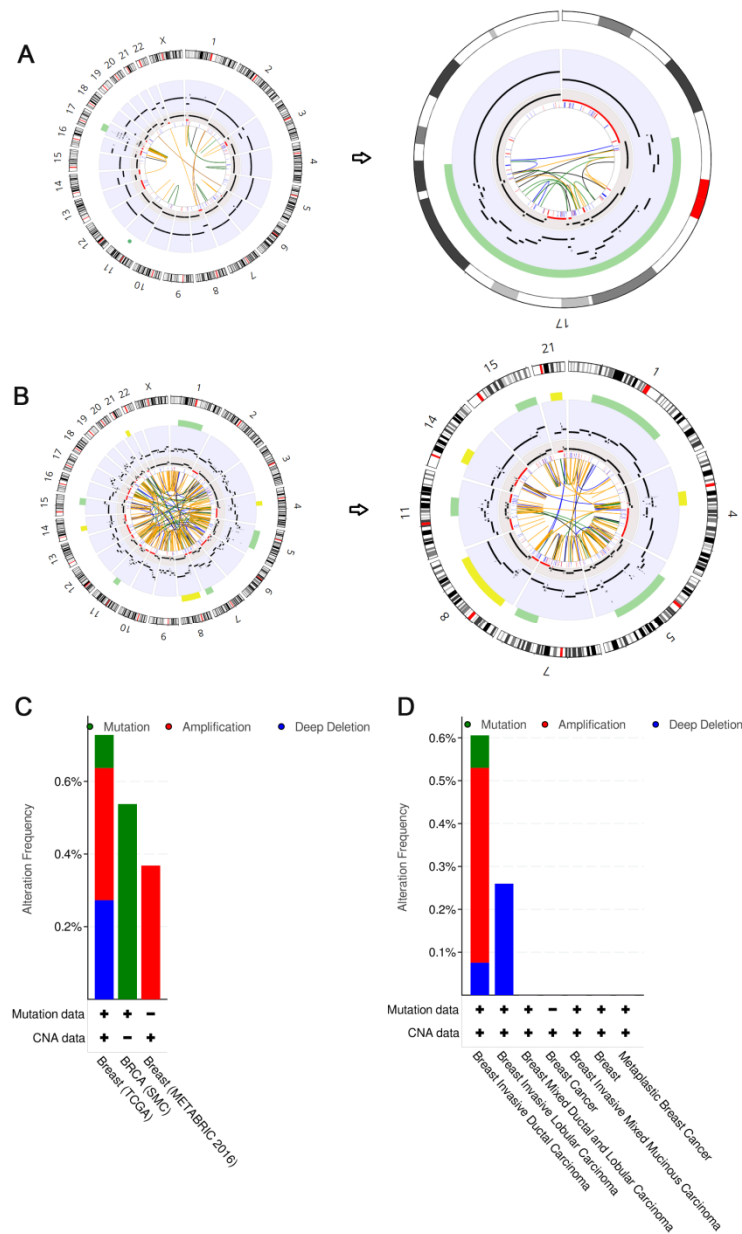 A
1
2
3
4
5
6
7
8
9
10
11
12
13
14
15
16
17
18
19
20
21
22
X
17
B
1
2
3
4
5
6
7
8
9
10
11
12
13
14
15
16
17
18
19
20
21
22
X
1
4
5
7
8
11
14
15
21
C
Mutation Amplification Deep Deletion
Alteration Frequency
0.6%
0.4%
0.2%
Mutation data + + −
CNA data + − +
Breast (TCGA)
BRCA (SMC)
Breast (METABRIC 2016)
D
Mutation Amplification Deep Deletion
Alteration Frequency
0.6%
0.5%
0.4%
0.3%
0.2%
0.1%
Mutation data + + + − + + +
CNA data + + + + + + +
Breast Invasive Ductal Carcinoma
Breast Invasive Lobular Carcinoma
Breast Mixed Ductal and Lobular Carcinoma
Breast Cancer
Breast Invasive Mixed Mucinous Carcinoma
Breast
Metaplastic Breast Cancer